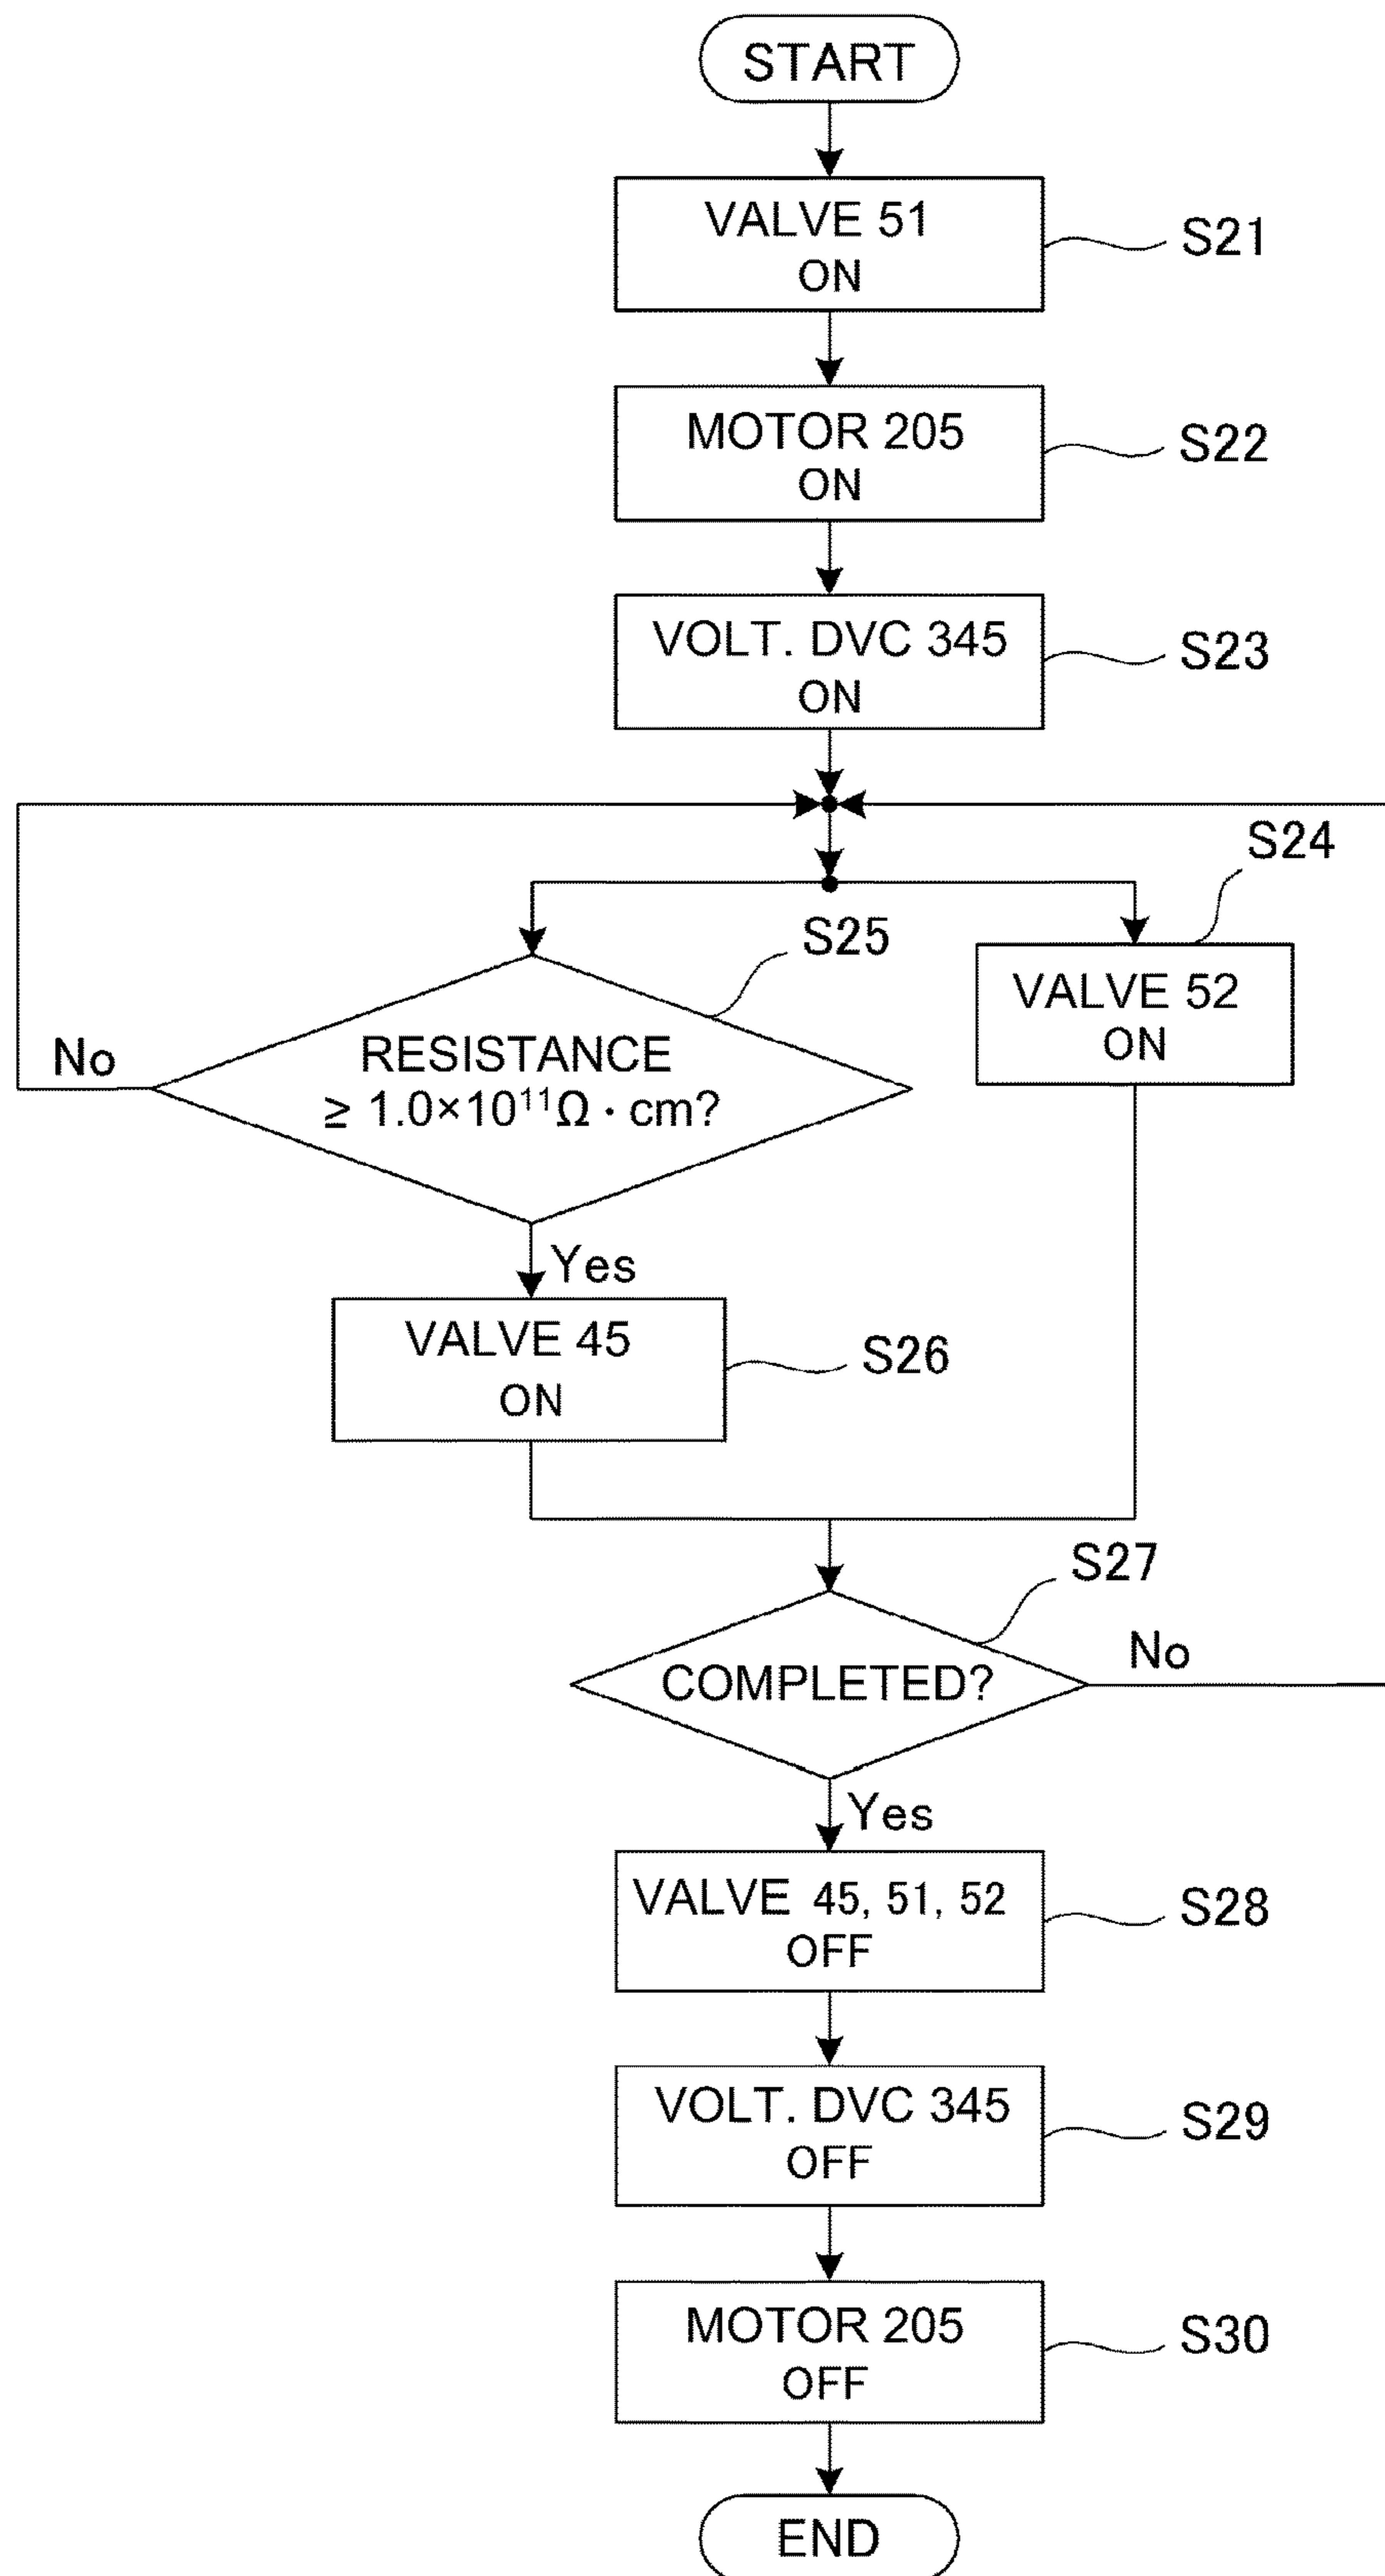 START
VALVE 51
ON
S21
MOTOR 205
ON
S22
VOLT. DVC 345
ON
S23
S24
VALVE 52
ON
S25
RESISTANCE
≥ 1.0×10¹¹Ω・cm?
No
Yes
VALVE 45
ON
S26
S27
COMPLETED?
No
Yes
VALVE 45, 51, 52
OFF
S28
VOLT. DVC 345
OFF
S29
MOTOR 205
OFF
S30
END